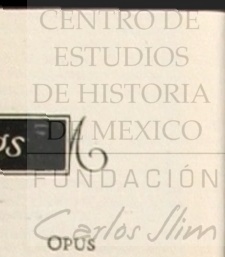 CENTRO DE
ESTUDIOS
DE HISTORIA
DE MEXICO
FUNDACIÓN
Carlos Slim
OPUS